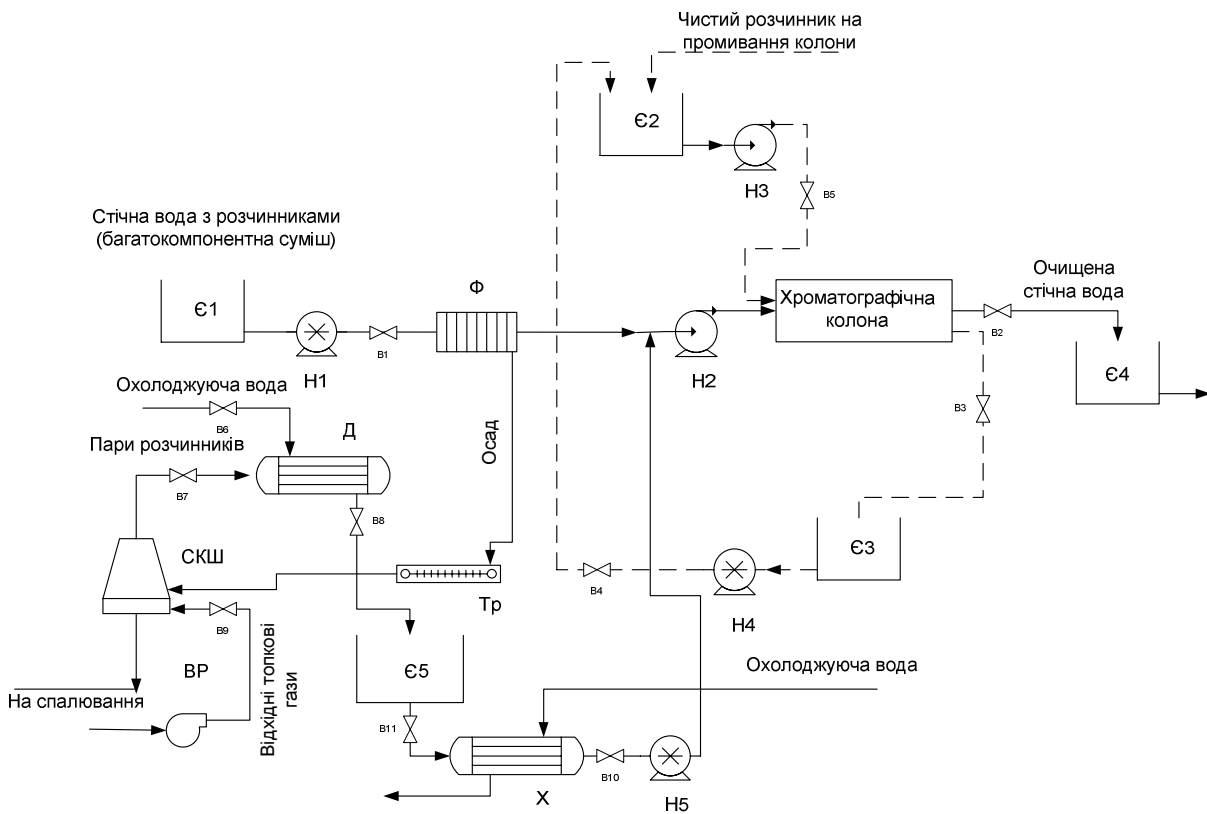 Чистий розчинник на
промивання колони
Є2
Н3
В5
Стічна вода з розчинниками
(багатокомпонентна суміш)
Є1
Н1
В1
Ф
Н2
Хроматографічна
колона
В2
Очищена
стічна вода
Є4
В3
Охолоджуюча вода
В6
Осад
Пари розчинників
В7
Д
В8
СКШ
Тр
В9
ВР
Відхідні топкові
гази
На спалювання
Є5
В11
Є3
Н4
В4
Охолоджуюча вода
Х
В10
Н5